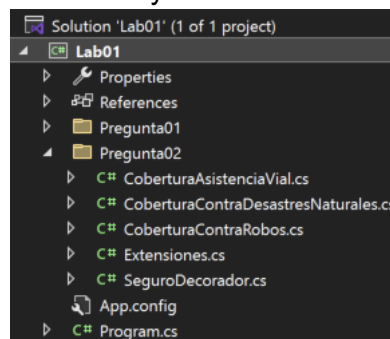 Solution 'Lab01' (1 of 1 project)
C# Lab01
Properties
References
Pregunta01
Pregunta02
C# CoberturaAsistenciaVial.cs
C# CoberturaContraDesastresNaturales.cs
C# CoberturaContraRobos.cs
C# Extensiones.cs
C# SeguroDecorador.cs
App.config
C# Program.cs